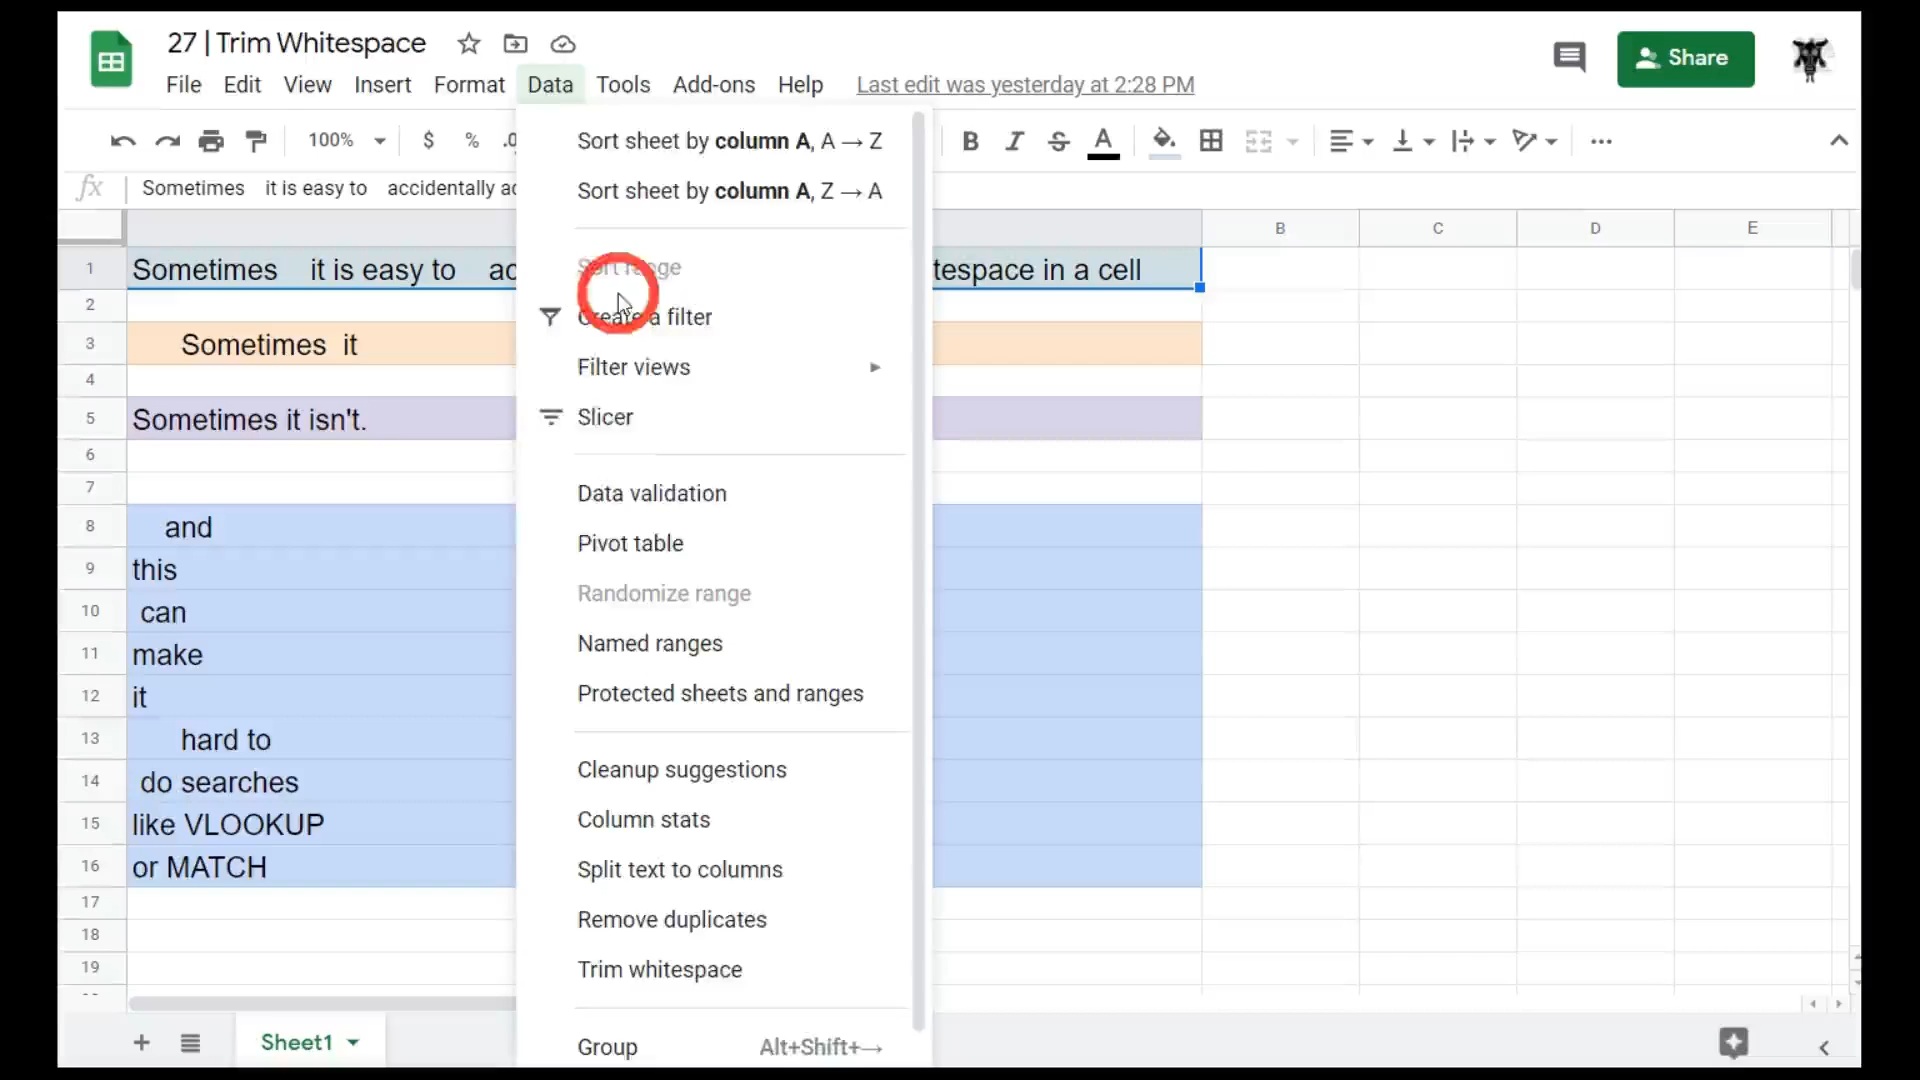 27 | Trim Whitespace
Share
File Edit View Insert Format Data Tools Add-ons Help Last edit was yesterday at 2:28 PM
100% $ % .0 B I S A
fx Sometimes it is easy to accidentally ad
Sort sheet by column A, A → Z
Sort sheet by column A, Z → A
Sort range
Create a filter
Filter views
Slicer
Data validation
Pivot table
Randomize range
Named ranges
Protected sheets and ranges
Cleanup suggestions
Column stats
Split text to columns
Remove duplicates
Trim whitespace
Group Alt+Shift+→
B C D E
1 Sometimes it is easy to ac tespace in a cell
2
3 Sometimes it
4
5 Sometimes it isn't.
6
7
8 and
9 this
10 can
11 make
12 it
13 hard to
14 do searches
15 like VLOOKUP
16 or MATCH
17
18
19
Sheet1